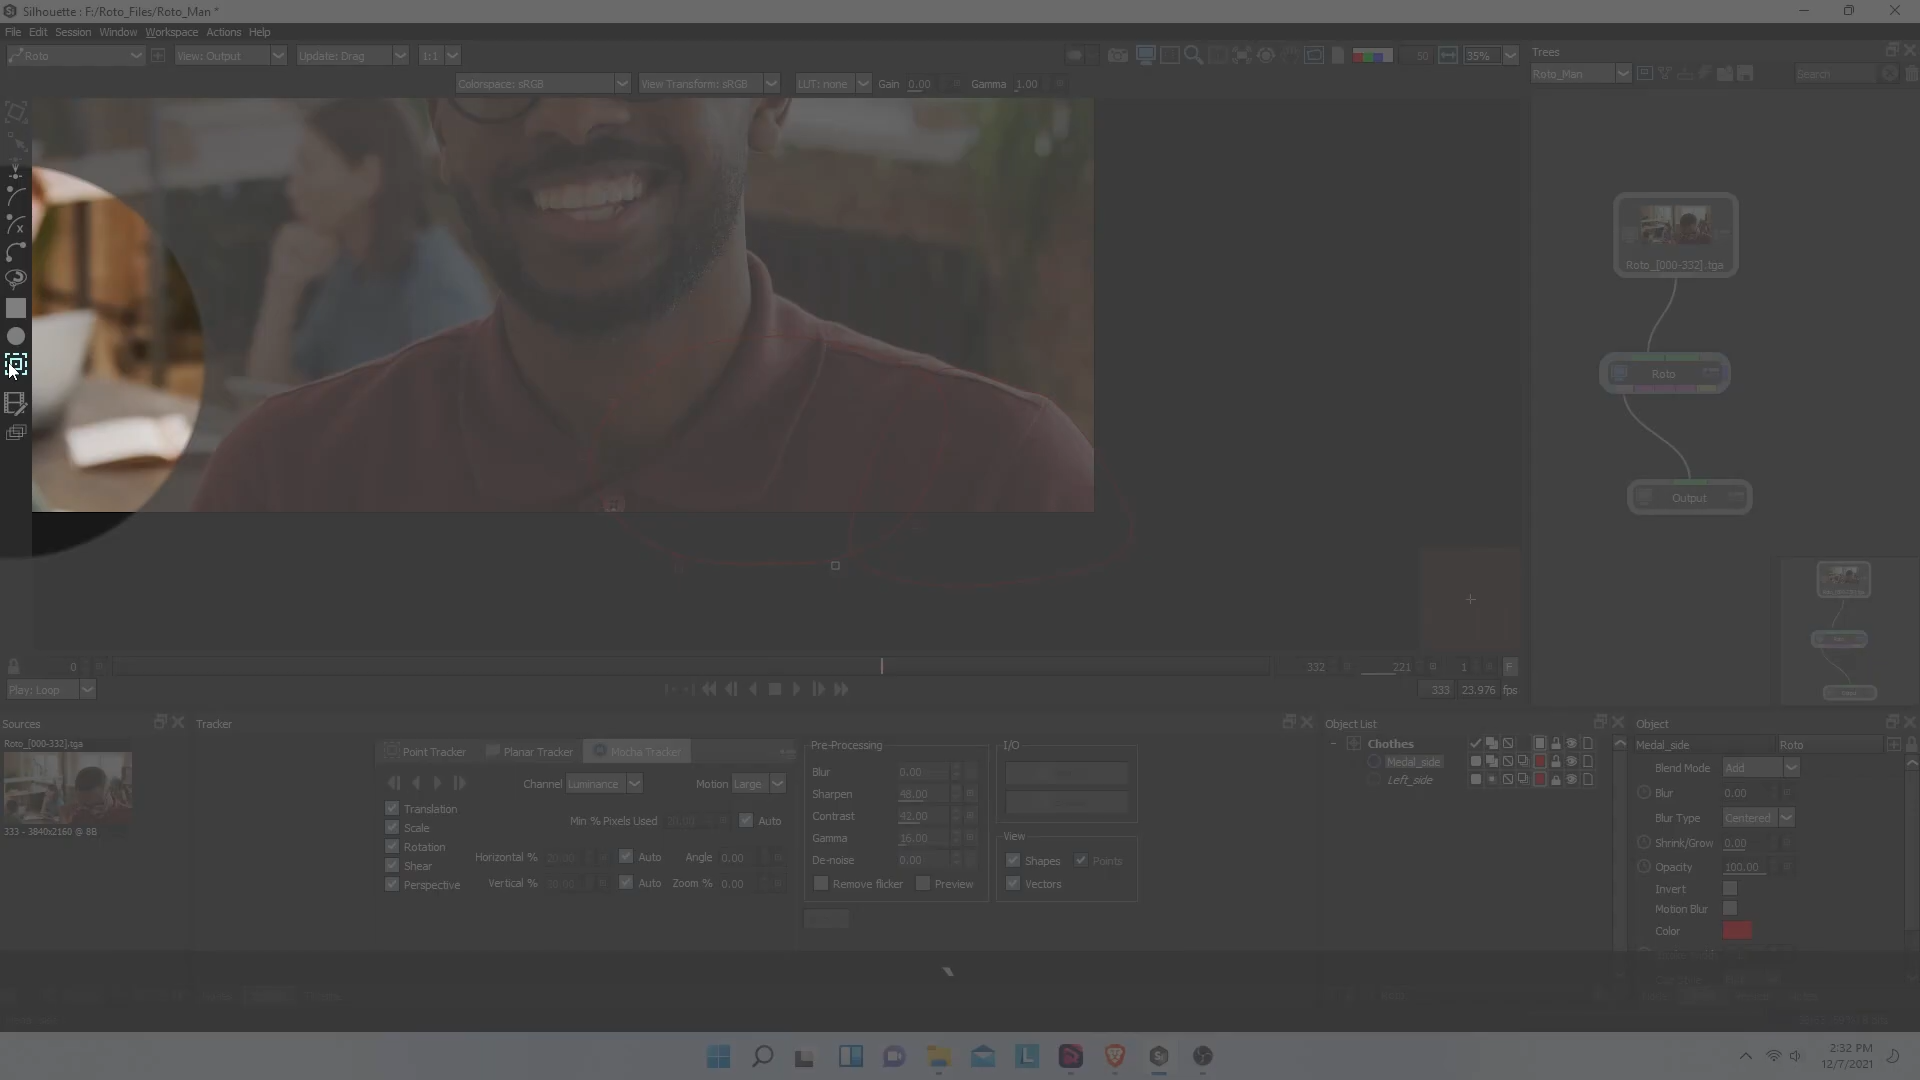 Silhouette : F:/Roto_Files/Roto_Man *
File Edit Session Window Workspace Actions Help
Roto View: Output Update: Drag 1:1 50 35% Trees
Roto_Man Search
Colorspace: sRGB View Transform: sRGB LUT: none Gain 0.00 Gamma 1.00
Roto_[000-332].tga
Roto
Output
0 332 221 1 F
Play: Loop 333 23.976 fps
Sources Tracker Object List Object
Roto_[000-332].tga
333 - 3840x2160 @ 8B
Point Tracker Planar Tracker Mocha Tracker
Channel Luminance Motion Large
Translation
Scale
Rotation
Shear
Perspective
Min % Pixels Used 20.00 Auto
Horizontal % 20.00 Auto Angle 0.00
Vertical % 20.00 Auto Zoom % 0.00
Pre-Processing
Blur 0.00
Sharpen 48.00
Contrast 42.00
Gamma 16.00
De-noise 0.00
Remove flicker Preview
I/O
View
Shapes Points
Vectors
Chothes
Medal_side
Left_side
Medal_side Roto
Blend Mode Add
Blur 0.00
Blur Type Centered
Shrink/Grow 0.00
Opacity 100.00
Invert
Motion Blur
Color
2:32 PM
12/7/2021